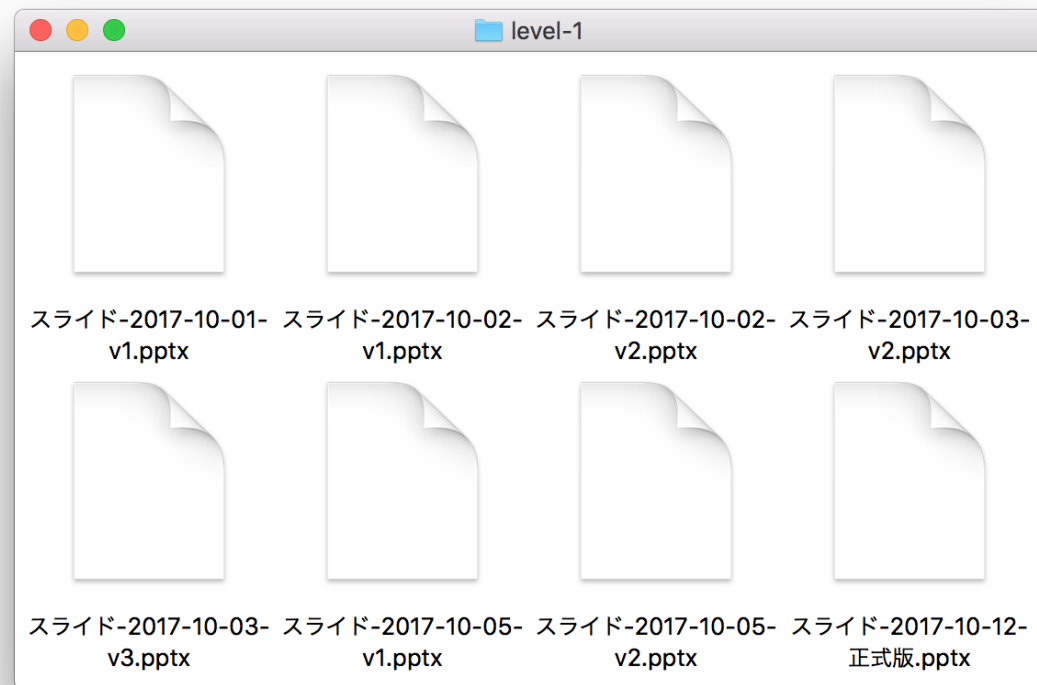 level-1
スライド-2017-10-01-
v1.pptx
スライド-2017-10-02-
v1.pptx
スライド-2017-10-02-
v2.pptx
スライド-2017-10-03-
v2.pptx
スライド-2017-10-03-
v3.pptx
スライド-2017-10-05-
v1.pptx
スライド-2017-10-05-
v2.pptx
スライド-2017-10-12-
正式版.pptx